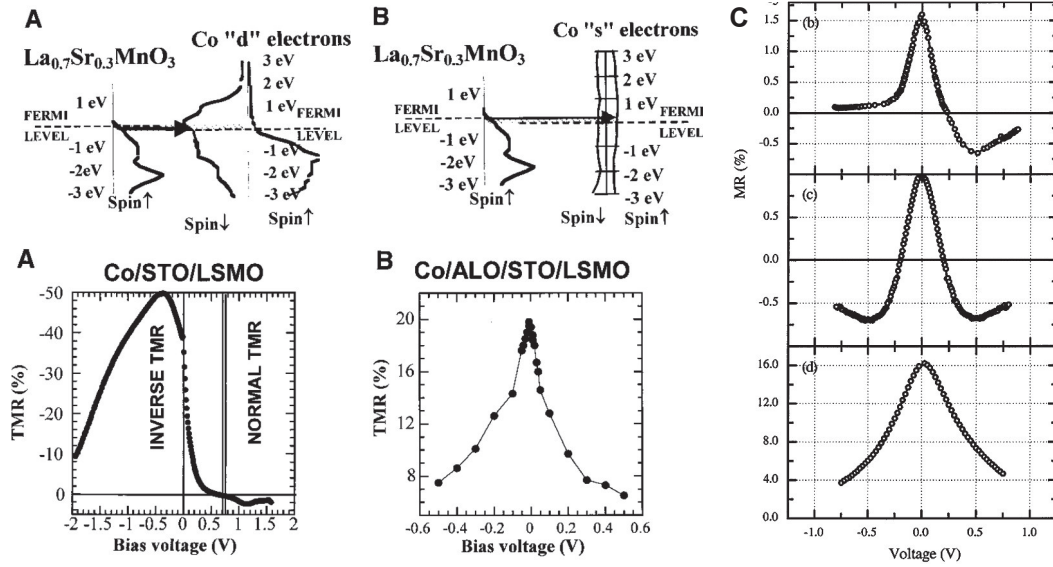 A
La0.7Sr0.3MnO3
Co "d" electrons
3 eV
2 eV
1 eV
1 eV
FERMI
FERMI
LEVEL
LEVEL
-1 eV
-1 eV
-2eV
-2 eV
-3 eV
-3 eV
Spin↑
Spin↓
Spin↑
B
La0.7Sr0.3MnO3
Co "s" electrons
3 eV
2 eV
1 eV
1 eV
FERMI
FERMI
LEVEL
LEVEL
-1 eV
-1 eV
-2eV
-2 eV
-3 eV
-3 eV
Spin↑
Spin↓
Spin↑
A
Co/STO/LSMO
-50
-40
-30
-20
-10
0
TMR (%)
INVERSE TMR
NORMAL TMR
-2 -1.5 -1 -0.5 0 0.5 1 1.5 2
Bias voltage (V)
B
Co/ALO/STO/LSMO
20
16
12
8
TMR (%)
-0.6 -0.4 -0.2 0 0.2 0.4 0.6
Bias voltage (V)
C
(b)
1.5
1.0
0.5
0.0
-0.5
MR (%)
(c)
0.5
0.0
-0.5
(d)
16.0
12.0
8.0
4.0
0.0
-1.0 -0.5 0.0 0.5 1.0
Voltage (V)